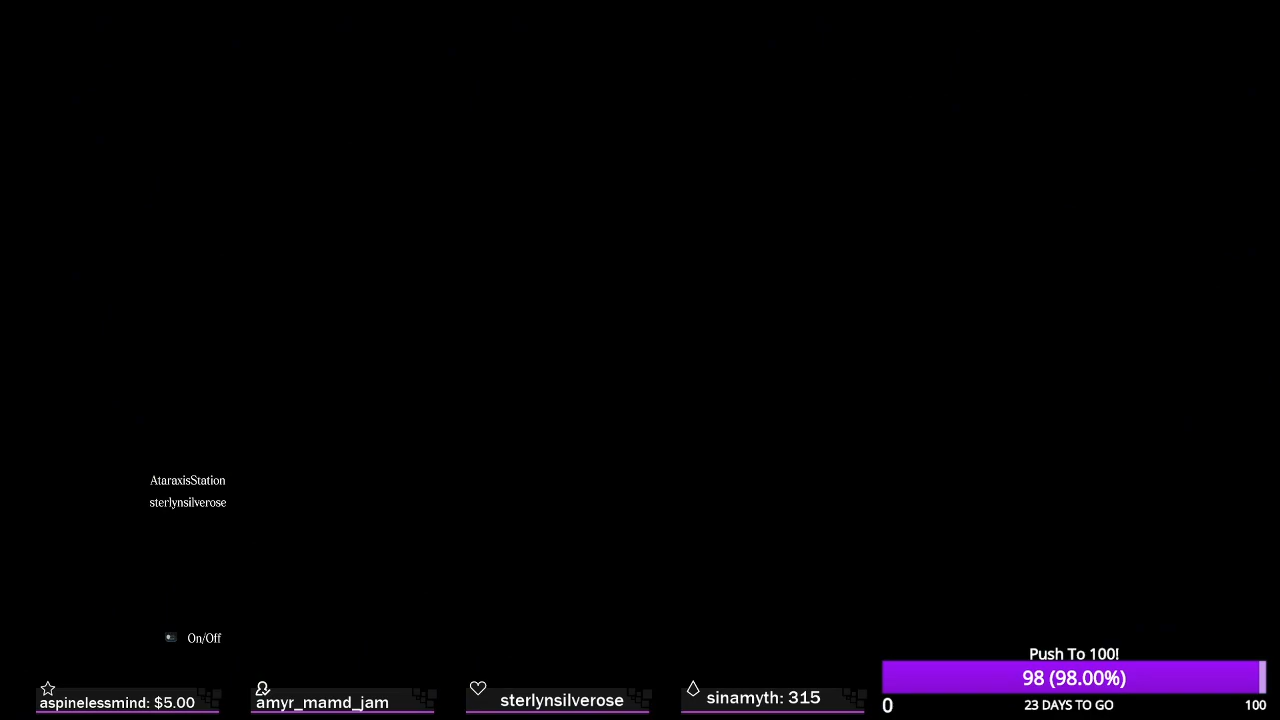 AtaraxisStation
sterlynsilverose
On/Off
Push To 100!
98 (98.00%)
0 23 DAYS TO GO 100
aspinelessmind: $5.00
amyr_mamd_jam
sterlynsilverose
sinamyth: 315